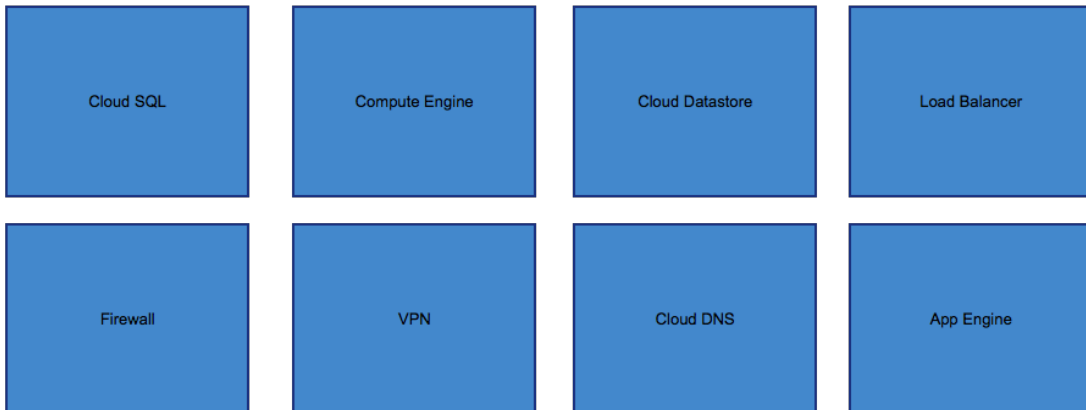 Cloud SQL
Compute Engine
Cloud Datastore
Load Balancer
Firewall
VPN
Cloud DNS
App Engine